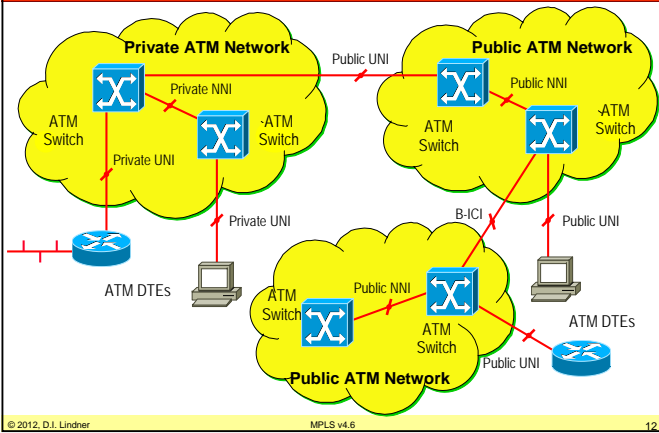 Private ATM Network
Public UNI
Public ATM Network
Private NNI
Public NNI
ATM
Switch
ATM
Switch
ATM
Switch
ATM
Switch
Private UNI
Private UNI
B-ICI
Public UNI
ATM DTEs
ATM
Switch
Public NNI
ATM
Switch
ATM DTEs
Public UNI
Public ATM Network
© 2012, D.I. Lindner
MPLS v4.6
12